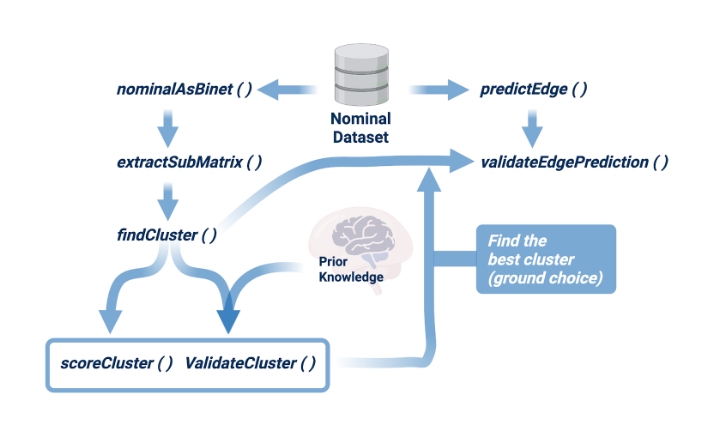 nominalAsBinet ( )
predictEdge ( )
Nominal
Dataset
extractSubMatrix ( )
validateEdgePrediction ( )
findCluster ( )
Prior
Knowledge
Find the
best cluster
(ground choice)
scoreCluster ( ) ValidateCluster ( )